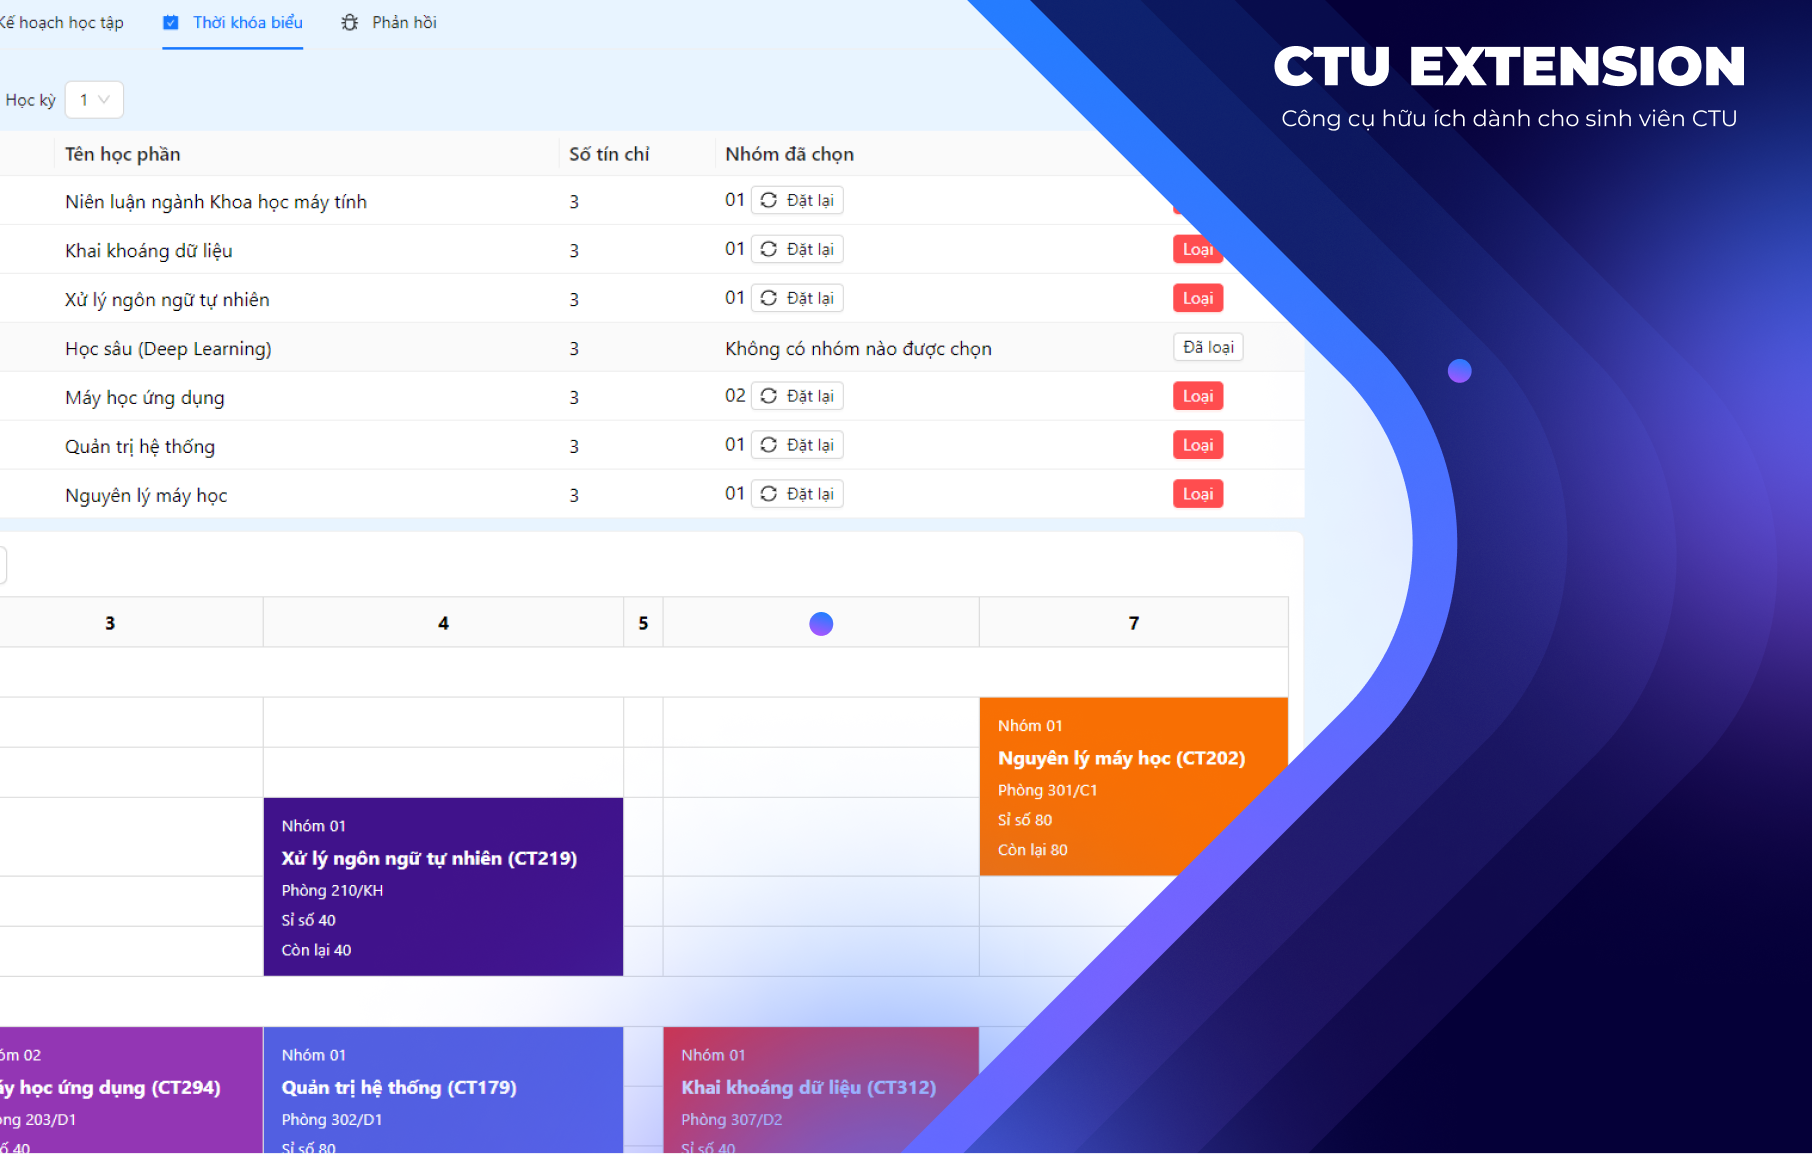 Kế hoạch học tập
Thời khóa biểu
Phản hồi
CTU EXTENSION
Công cụ hữu ích dành cho sinh viên CTU
Học kỳ
1
Tên học phần
Số tín chỉ
Nhóm đã chọn
Niên luận ngành Khoa học máy tính
3
01
Đặt lại
Khai khoáng dữ liệu
3
01
Đặt lại
Loại
Xử lý ngôn ngữ tự nhiên
3
01
Đặt lại
Loại
Học sâu (Deep Learning)
3
Không có nhóm nào được chọn
Đã loại
Máy học ứng dụng
3
02
Đặt lại
Loại
Quản trị hệ thống
3
01
Đặt lại
Loại
Nguyên lý máy học
3
01
Đặt lại
Loại
3
4
5
7
Nhóm 01
Nguyên lý máy học (CT202)
Phòng 301/C1
Sỉ số 80
Còn lại 80
Nhóm 01
Xử lý ngôn ngữ tự nhiên (CT219)
Phòng 210/KH
Sỉ số 40
Còn lại 40
óm 02
áy học ứng dụng (CT294)
òng 203/D1
ố 40
Nhóm 01
Quản trị hệ thống (CT179)
Phòng 302/D1
Sỉ số 80
Nhóm 01
Khai khoáng dữ liệu (CT312)
Phòng 307/D2
Sỉ số 40